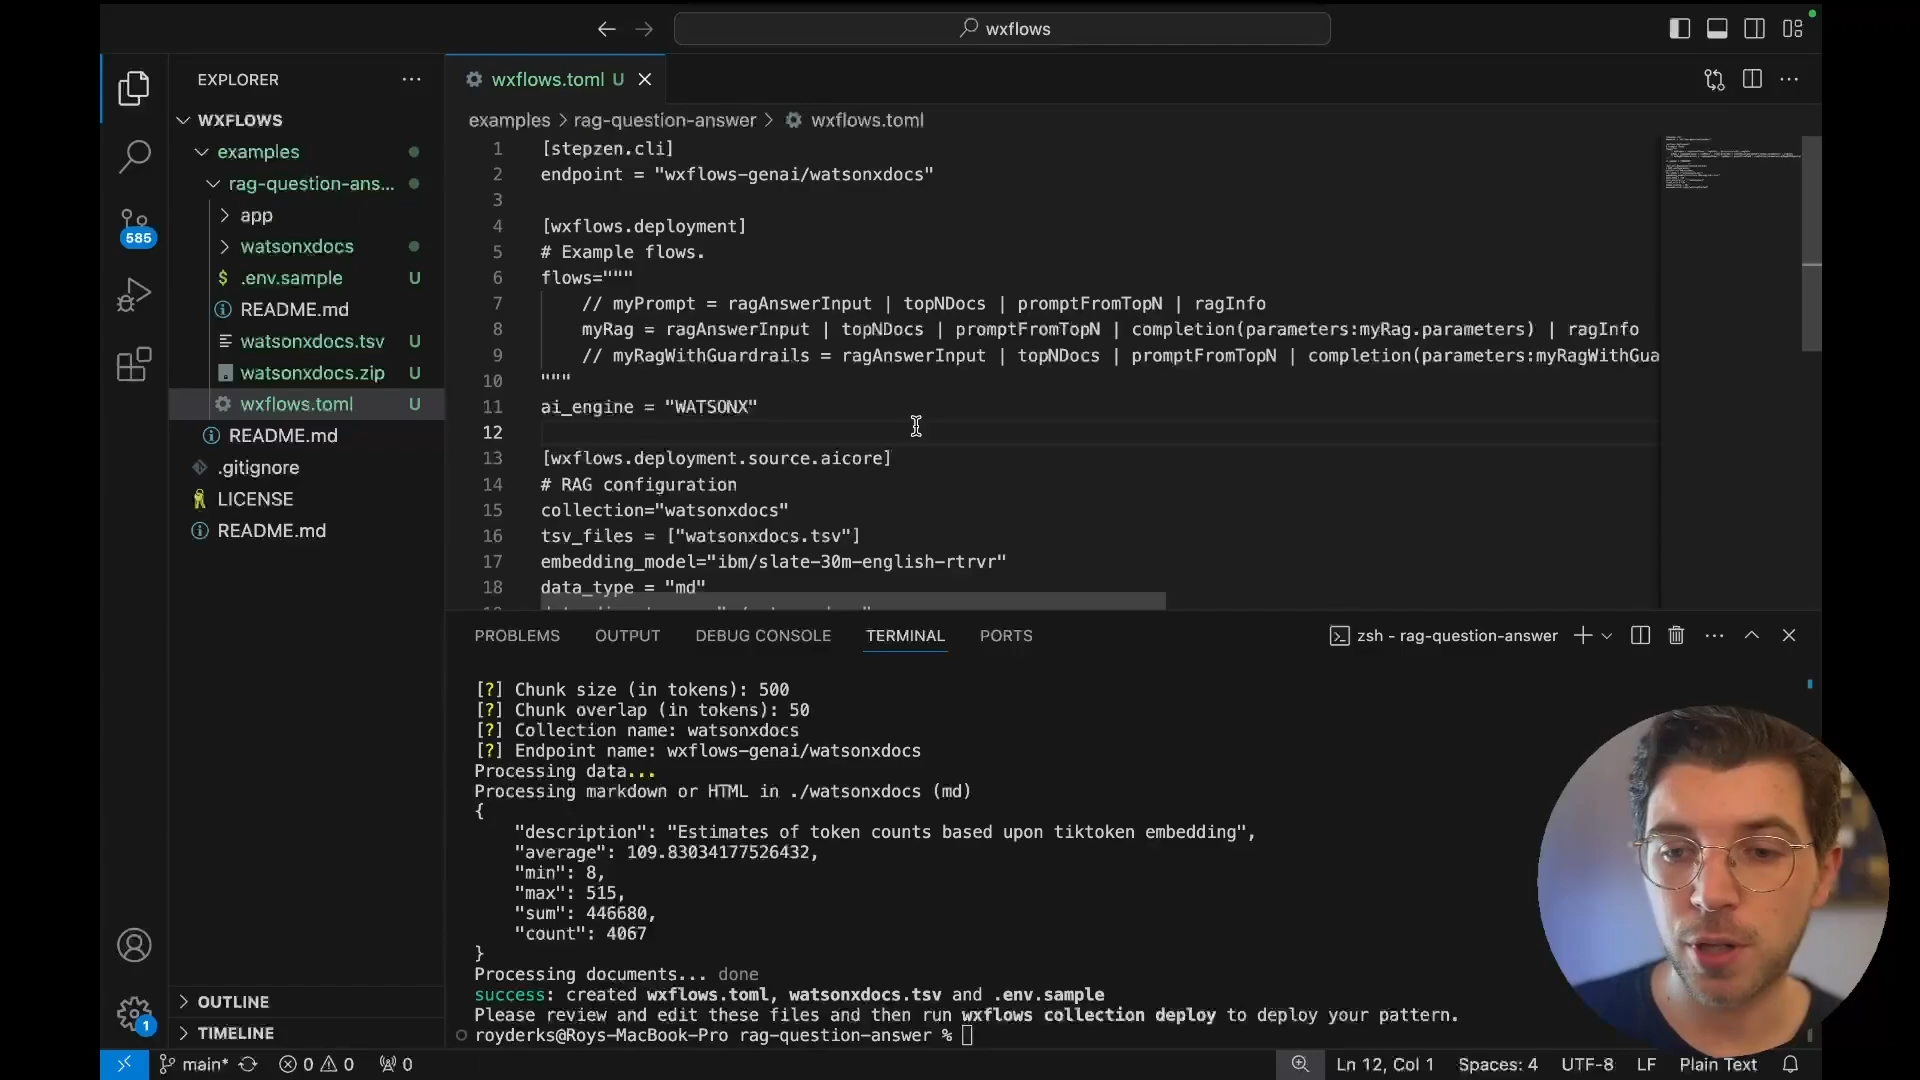 wxflows
EXPLORER
wxflows.toml U
WXFLOWS
examples > rag-question-answer > wxflows.toml
examples
rag-question-ans...
app
watsonxdocs
.env.sample U
README.md
watsonxdocs.tsv U
watsonxdocs.zip U
wxflows.toml U
README.md
.gitignore
LICENSE
README.md
585
1 [stepzen.cli]
2 endpoint = "wxflows-genai/watsonxdocs"
3
4 [wxflows.deployment]
5 # Example flows.
6 flows="""
7 // myPrompt = ragAnswerInput | topNDocs | promptFromTopN | ragInfo
8 myRag = ragAnswerInput | topNDocs | promptFromTopN | completion(parameters:myRag.parameters) | ragInfo
9 // myRagWithGuardrails = ragAnswerInput | topNDocs | promptFromTopN | completion(parameters:myRagWithGua
10 """
11 ai_engine = "WATSONX"
12
13 [wxflows.deployment.source.aicore]
14 # RAG configuration
15 collection="watsonxdocs"
16 tsv_files = ["watsonxdocs.tsv"]
17 embedding_model="ibm/slate-30m-english-rtrvr"
18 data_type = "md"
PROBLEMS OUTPUT DEBUG CONSOLE TERMINAL PORTS
zsh - rag-question-answer
[?] Chunk size (in tokens): 500
[?] Chunk overlap (in tokens): 50
[?] Collection name: watsonxdocs
[?] Endpoint name: wxflows-genai/watsonxdocs
Processing data...
Processing markdown or HTML in ./watsonxdocs (md)
{
"description": "Estimates of token counts based upon tiktoken embedding",
"average": 109.83034177526432,
"min": 8,
"max": 515,
"sum": 446680,
"count": 4067
}
Processing documents... done
success: created wxflows.toml, watsonxdocs.tsv and .env.sample
Please review and edit these files and then run wxflows collection deploy to deploy your pattern.
royderks@Roys-MacBook-Pro rag-question-answer %
OUTLINE
TIMELINE
1
main* 0 0 0
Ln 12, Col 1 Spaces: 4 UTF-8 LF Plain Text